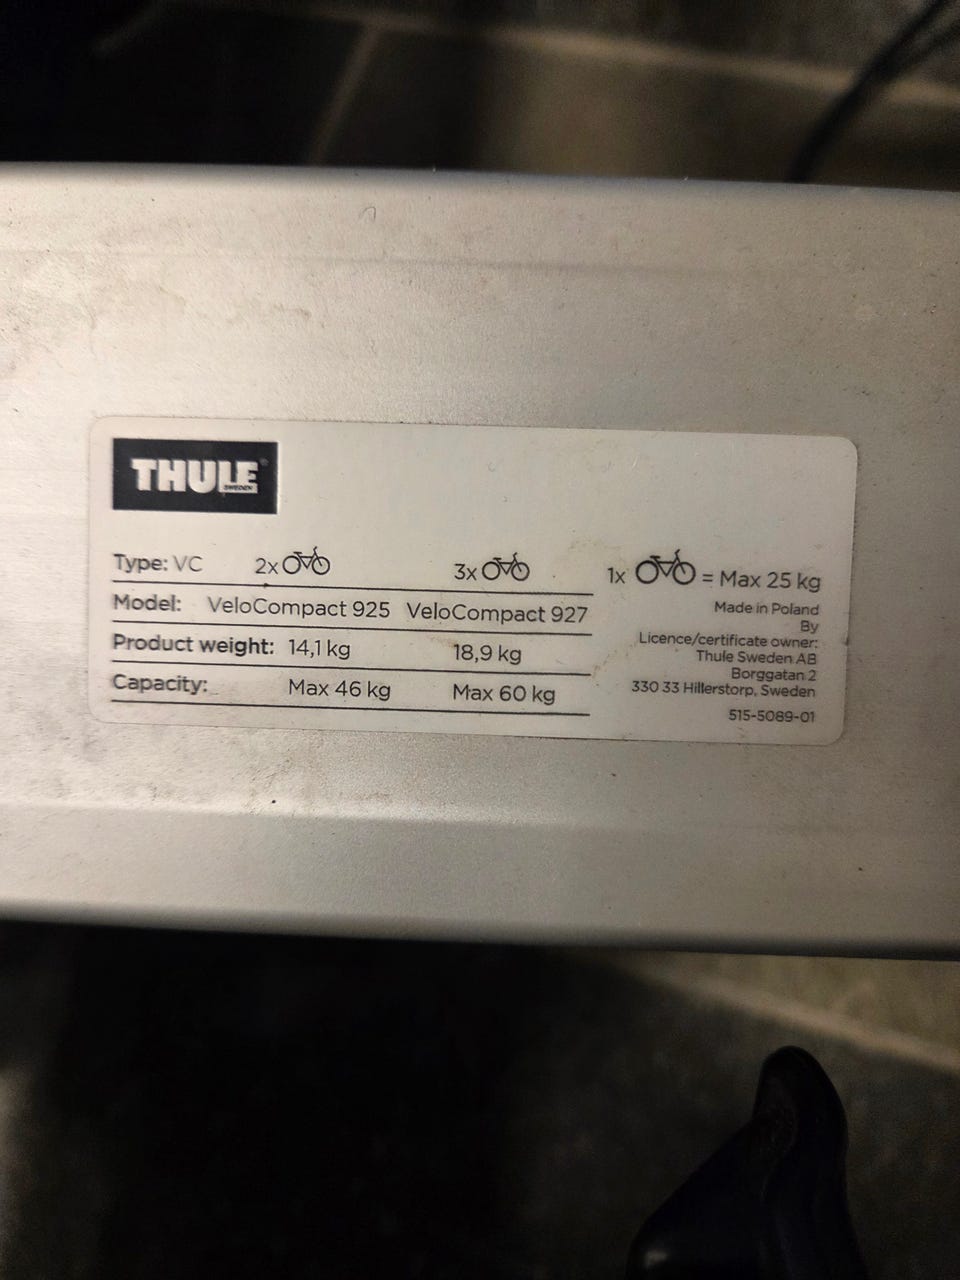 THULE
SWEDEN
Type: VC 2x 3x 1x = Max 25 kg
Model: VeloCompact 925 VeloCompact 927
Product weight: 14,1 kg 18,9 kg
Capacity: Max 46 kg Max 60 kg
Made in Poland
By
Licence/certificate owner:
Thule Sweden AB
Borggatan 2
330 33 Hillerstorp, Sweden
515-5089-01